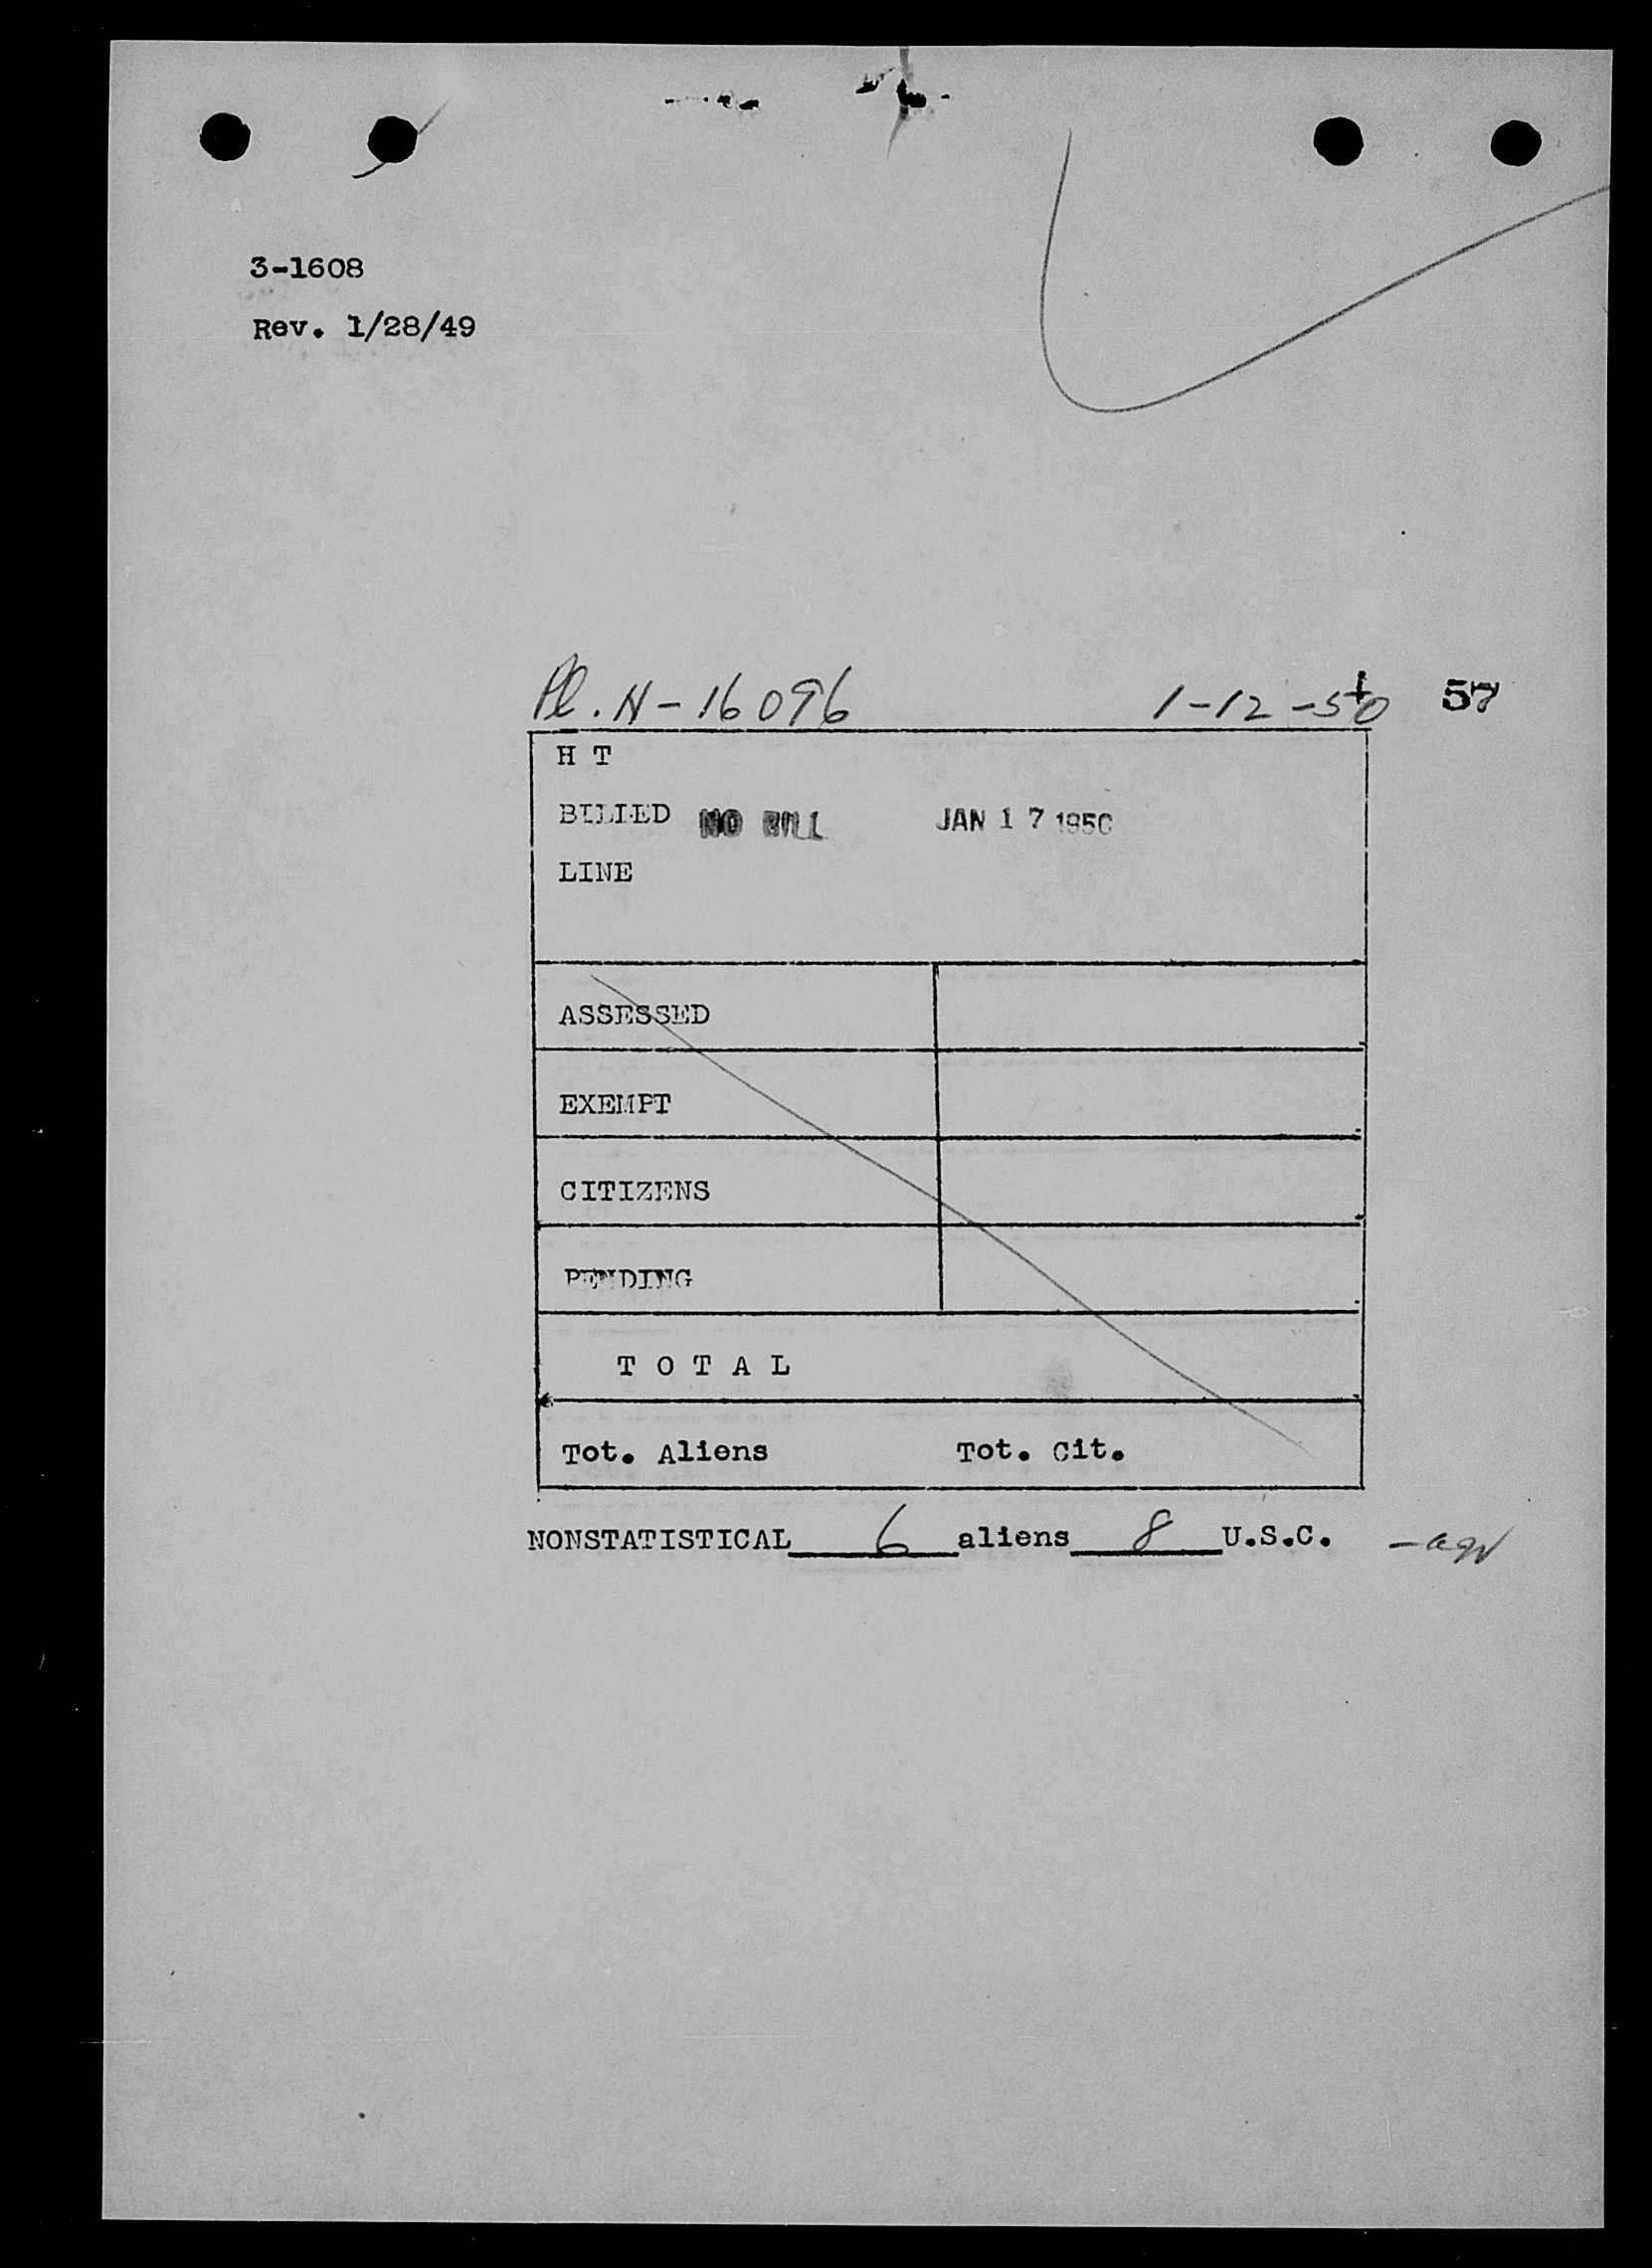 3-1608
Rev. 1/28/49
Pl. N-16096 1-12-50 57
H T
BILLED NO BILL JAN 17 1950
LINE
ASSESSED
EXEMPT
CITIZENS
PENDING
T O T A L
Tot. Aliens Tot. Cit.
NONSTATISTICAL 6 aliens 8 U.S.C.